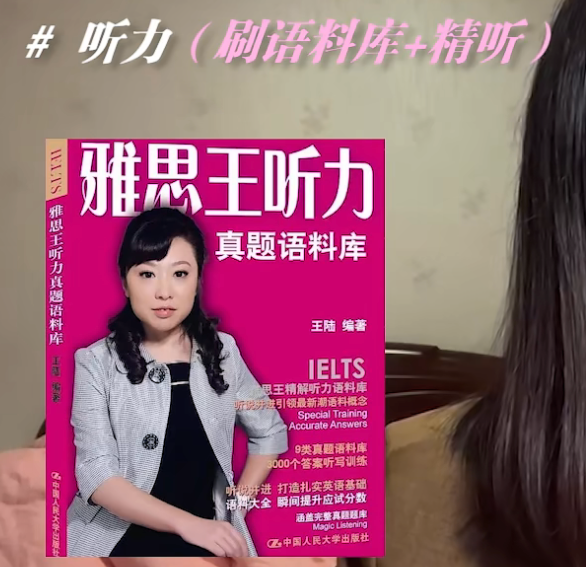 # 听力（刷语料库+精听）
IELTS
雅思王听力真题语料库
王陆 编著
中国人民大学出版社
雅思王听力
真题语料库
王陆 编著
IELTS
思王精解听力语料库
听说并进引领最新潮语料概念
Special Training
Accurate Answers
9类真题语料库
3000个答案听写训练
听说并进 打造扎实英语基础
语料大全 瞬间提升应试分数
涵盖完整真题题库
Magic Listening
中国人民大学出版社